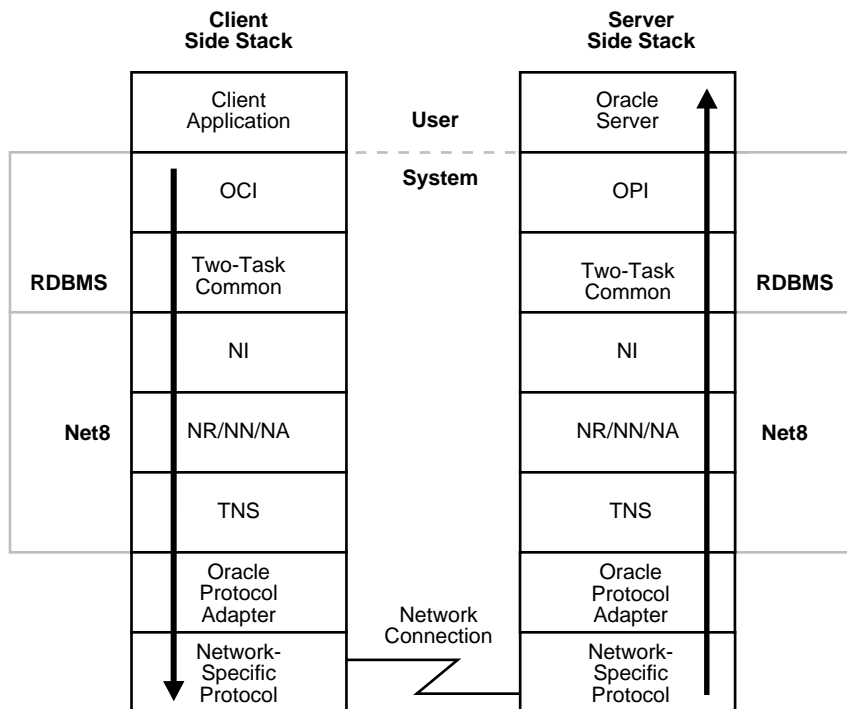 Client
Side Stack
Server
Side Stack
Client
Application
User
Oracle
Server
System
OCI
OPI
RDBMS
Two-Task
Common
Two-Task
Common
RDBMS
NI
NI
Net8
NR/NN/NA
NR/NN/NA
Net8
TNS
TNS
Oracle
Protocol
Adapter
Oracle
Protocol
Adapter
Network
Connection
Network-
Specific
Protocol
Network-
Specific
Protocol